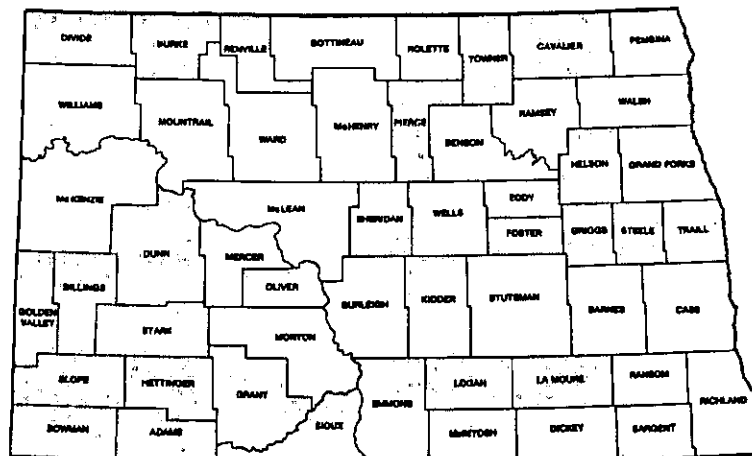 DIVIDE
BURKE
RENVILLE
BOTTINEAU
ROLETTE
TOWNER
CAVALIER
PEMBINA
WILLIAMS
MOUNTRAIL
WARD
McHENRY
PIERCE
BENSON
RAMSEY
WALSH
NELSON
GRAND FORKS
McKENZIE
McLEAN
SHERIDAN
WELLS
EDDY
FOSTER
GRIGGS
STEELE
TRAILL
DUNN
MERCER
OLIVER
BILLINGS
GOLDEN
VALLEY
STARK
MORTON
BURLEIGH
KIDDER
STUTSMAN
BARNES
CASS
SLOPE
HETTINGER
GRANT
SIOUX
EMMONS
LOGAN
LA MOURE
RANSOM
RICHLAND
BOWMAN
ADAMS
McINTOSH
DICKEY
SARGENT